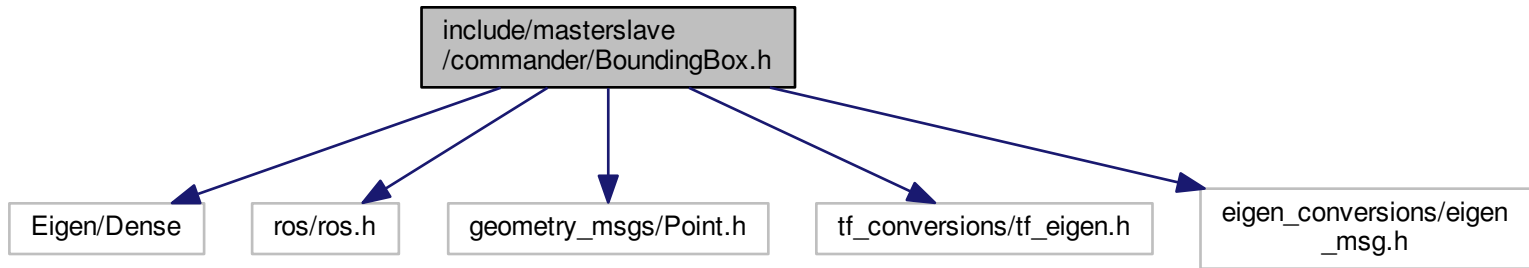 include/masterslave
/commander/BoundingBox.h
Eigen/Dense
ros/ros.h
geometry_msgs/Point.h
tf_conversions/tf_eigen.h
eigen_conversions/eigen
_msg.h